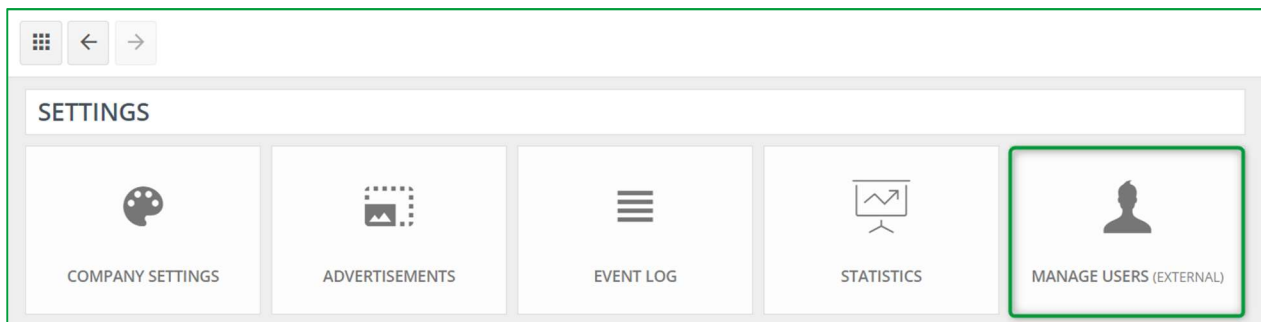 SETTINGS
COMPANY SETTINGS
ADVERTISEMENTS
EVENT LOG
STATISTICS
MANAGE USERS (EXTERNAL)